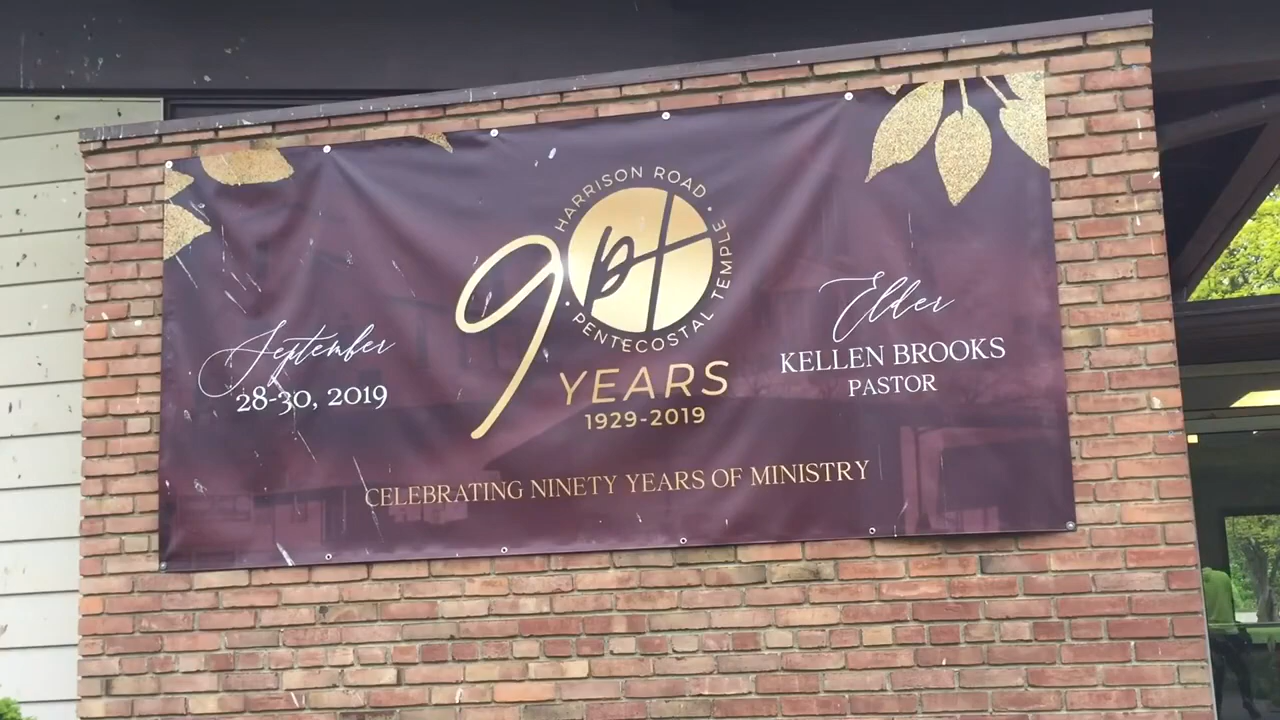 HARRISON ROAD
PENTECOSTAL TEMPLE
90
pt
YEARS
1929-2019
September
28-30, 2019
Elder
KELLEN BROOKS
PASTOR
CELEBRATING NINETY YEARS OF MINISTRY